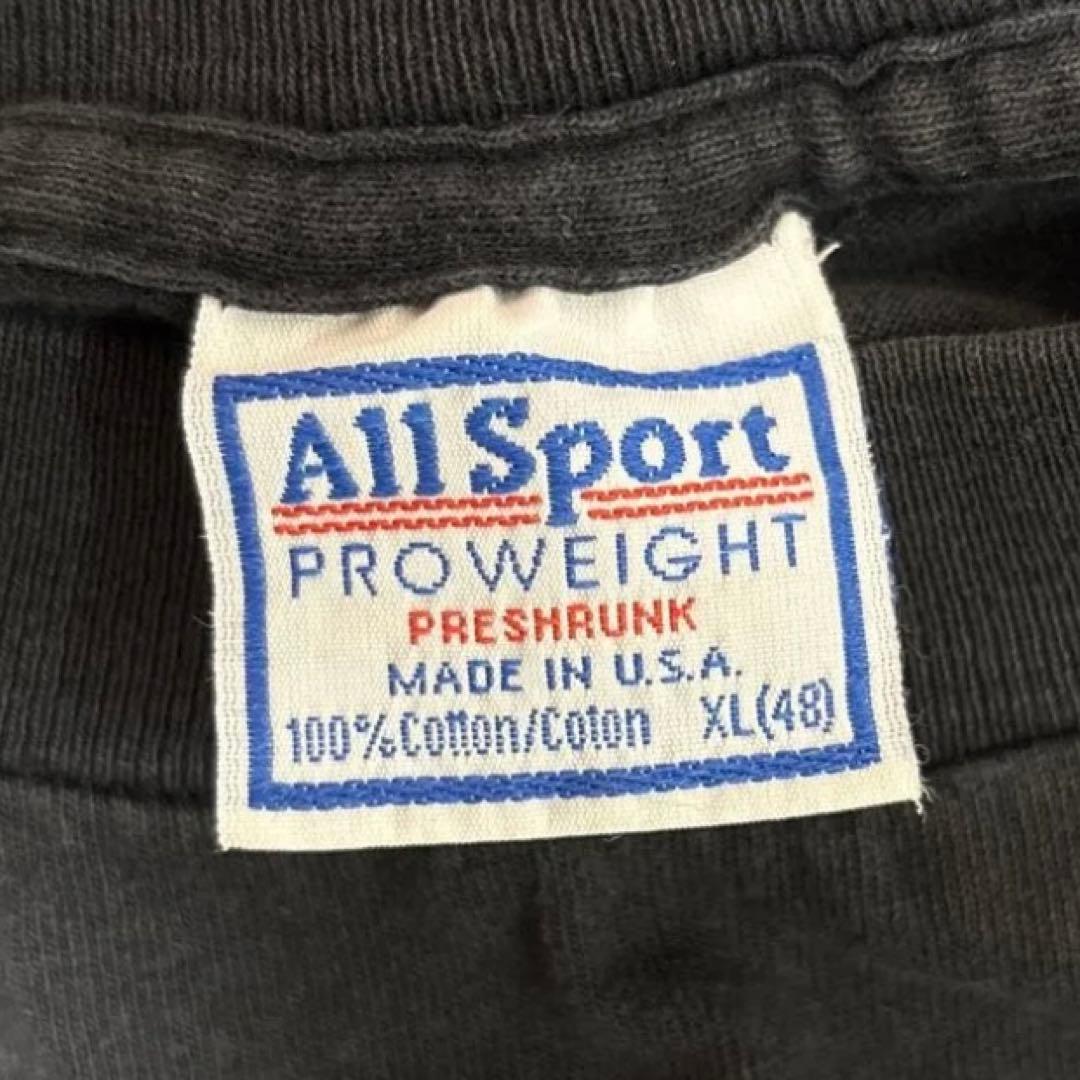 All Sport
PROWEIGHT
PRESHRUNK
MADE IN U.S.A.
100% Cotton/Coton XL(48)